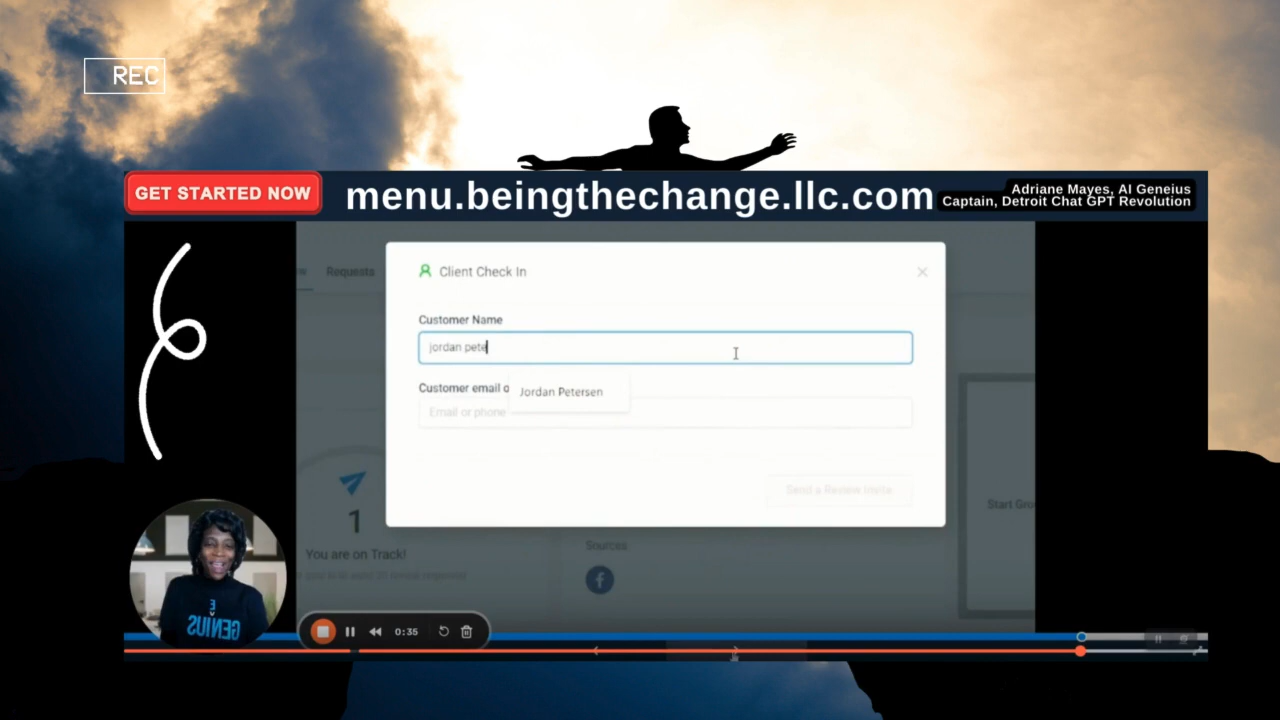 REC
GET STARTED NOW
menu.beingthechange.llc.com
Adriane Mayes, AI Geneius
Captain, Detroit Chat GPT Revolution
Requests
Client Check In
Customer Name
jordan pete
Customer email o
Jordan Petersen
Email or phone
Send a Review Invite
1
You are on Track!
Start Gro
Sources
GENIUS
0:35